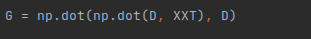 G = np.dot(np.dot(D, XXT), D)